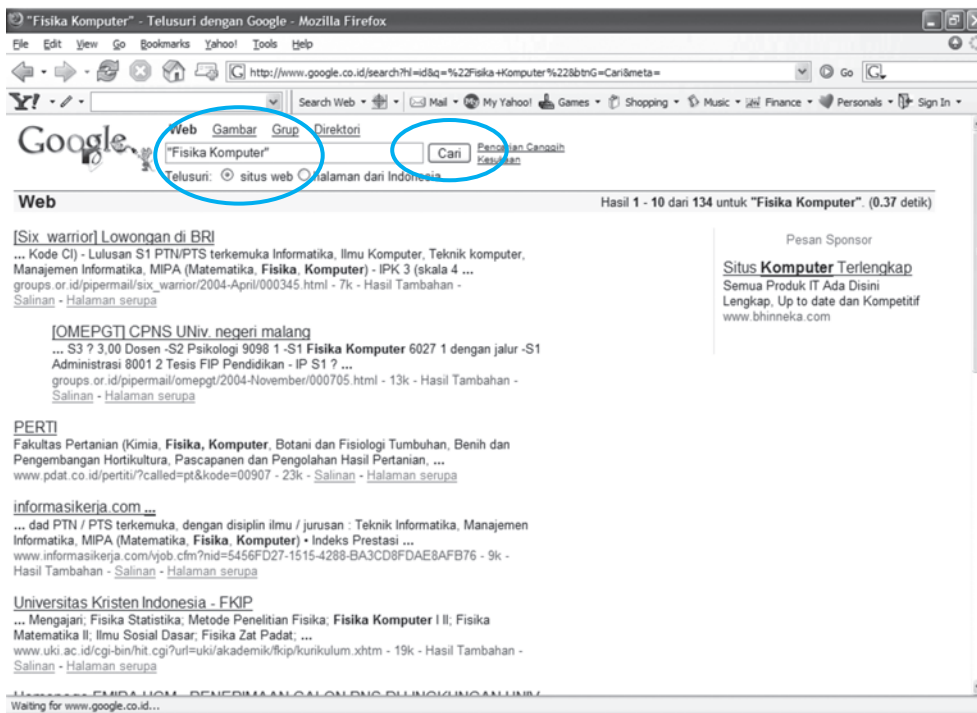 "Fisika Komputer" - Telusuri dengan Google - Mozilla Firefox
File Edit View Go Bookmarks Yahoo! Tools Help
http://www.google.co.id/search?hl=id&q=%22Fisika+Komputer%22&btnG=Cari&meta= Go
Y! Search Web Mail My Yahoo! Games Shopping Music Finance Personals Sign In
Google
Web Gambar Grup Direktori
"Fisika Komputer" Cari Pencarian Canggih
Kesukaan
Telusuri: situs web halaman dari Indonesia
Web Hasil 1 - 10 dari 134 untuk "Fisika Komputer". (0.37 detik)
[Six_warrior] Lowongan di BRI
... Kode CI) - Lulusan S1 PTN/PTS terkemuka Informatika, Ilmu Komputer, Teknik komputer,
Manajemen Informatika, MIPA (Matematika, Fisika, Komputer) - IPK 3 (skala 4 ...
groups.or.id/pipermail/six_warrior/2004-April/000345.html - 7k - Hasil Tambahan -
Salinan - Halaman serupa
[OMEPGT] CPNS UNiv. negeri malang
... S3 ? 3,00 Dosen -S2 Psikologi 9098 1 -S1 Fisika Komputer 6027 1 dengan jalur -S1
Administrasi 8001 2 Tesis FIP Pendidikan - IP S1 ? ...
groups.or.id/pipermail/omepgt/2004-November/000705.html - 13k - Hasil Tambahan -
Salinan - Halaman serupa
PERTI
Fakultas Pertanian (Kimia, Fisika, Komputer, Botani dan Fisiologi Tumbuhan, Benih dan
Pengembangan Hortikultura, Pascapanen dan Pengolahan Hasil Pertanian, ...
www.pdat.co.id/pertiti/?called=pt&kode=00907 - 23k - Salinan - Halaman serupa
informasikerja.com ...
... dad PTN / PTS terkemuka, dengan disiplin ilmu / jurusan : Teknik Informatika, Manajemen
Informatika, MIPA (Matematika, Fisika, Komputer) • Indeks Prestasi ...
www.informasikerja.com/vjob.cfm?nid=5456FD27-1515-4288-BA3CD8FDAE8AFB76 - 9k -
Hasil Tambahan - Salinan - Halaman serupa
Universitas Kristen Indonesia - FKIP
... Mengajari; Fisika Statistika; Metode Penelitian Fisika; Fisika Komputer I II; Fisika
Matematika II; Ilmu Sosial Dasar; Fisika Zat Padat; ...
www.uki.ac.id/cgi-bin/hit.cgi?url=uki/akademik/fkip/kurikulum.xhtm - 19k - Hasil Tambahan -
Salinan - Halaman serupa
Homepage FMIPA UGM - PENERIMAAN CALON PNS DI LINGKUNGAN UNIV
Pesan Sponsor
Situs Komputer Terlengkap
Semua Produk IT Ada Disini
Lengkap, Up to date dan Kompetitif
www.bhinneka.com
Waiting for www.google.co.id...